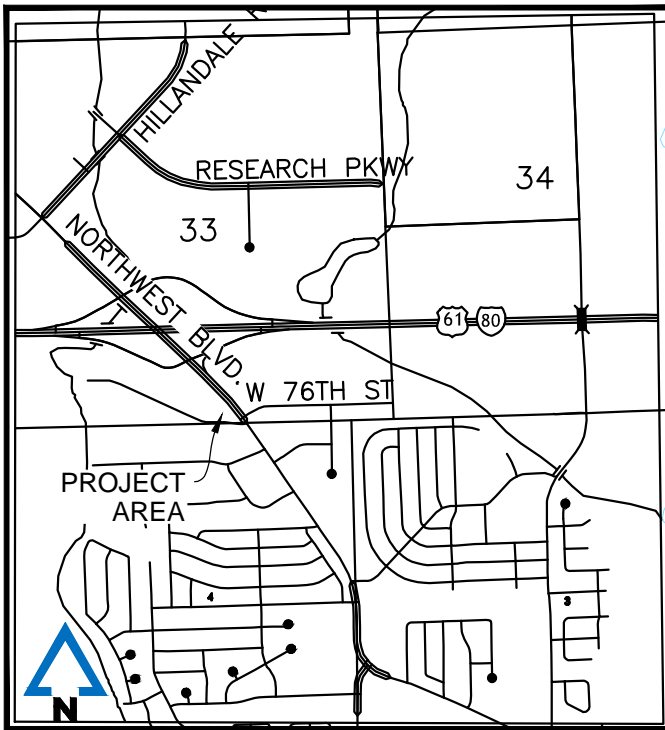 HILLANDALE
RESEARCH PKWY
34
33
NORTHWEST BLVD.
61 80
W 76TH ST
PROJECT
AREA
4
3
N